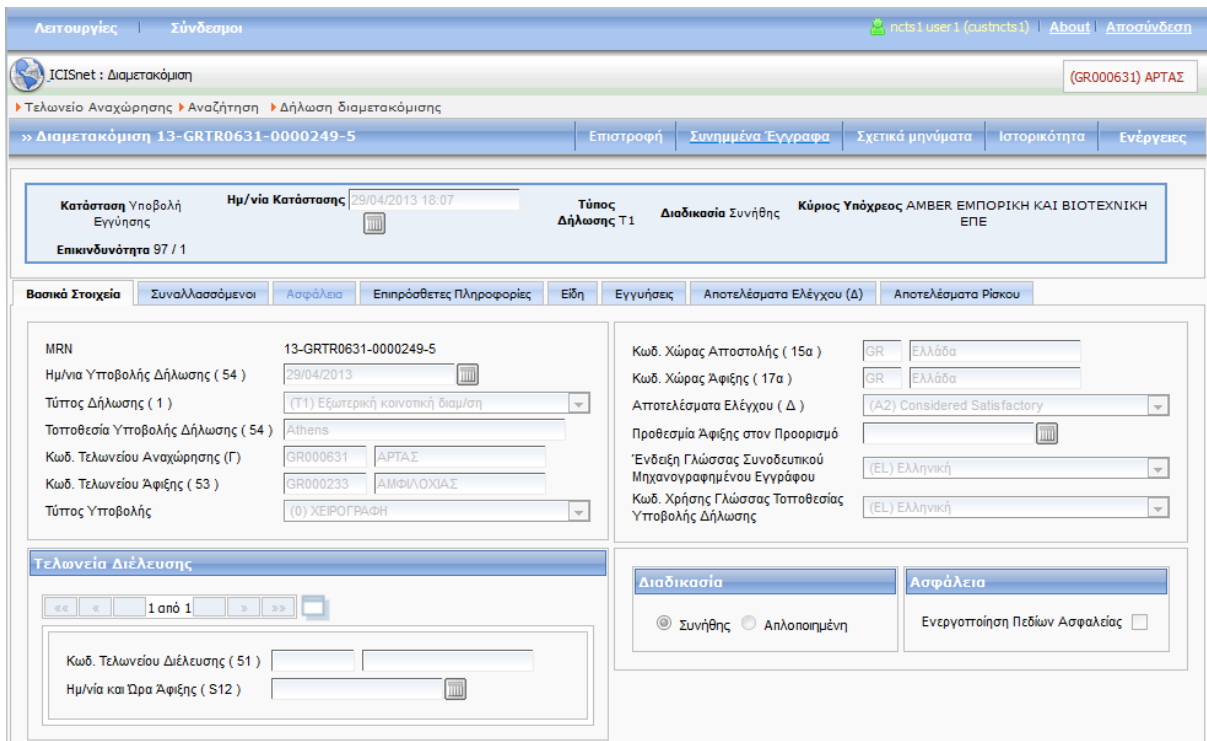 Λειτουργίες | Σύνδεσμοι
ncts1 user1 (custncts1) | About | Αποσύνδεση
ICISnet : Διαμετακόμιση
(GR000631) ΑΡΤΑΣ
Τελωνείο Αναχώρησης Αναζήτηση Δήλωση διαμετακόμισης
» Διαμετακόμιση 13-GRTR0631-0000249-5
Επιστροφή | Συνημμένα Έγγραφα | Σχετικά μηνύματα | Ιστορικότητα | Ενέργειες
Κατάσταση Υποβολή Εγγύησης
Ημ/νία Κατάστασης 29/04/2013 18:07
Τύπος Δήλωσης T1
Διαδικασία Συνήθης
Κύριος Υπόχρεος AMBER ΕΜΠΟΡΙΚΗ ΚΑΙ ΒΙΟΤΕΧΝΙΚΗ ΕΠΕ
Επικινδυνότητα 97 / 1
Βασικά Στοιχεία Συναλλασσόμενοι Ασφάλεια Επιπρόσθετες Πληροφορίες Είδη Εγγυήσεις Αποτελέσματα Ελέγχου (Δ) Αποτελέσματα Ρίσκου
MRN 13-GRTR0631-0000249-5
Ημ/νια Υποβολής Δήλωσης ( 54 ) 29/04/2013
Τύπος Δήλωσης ( 1 ) (T1) Εξωτερική κοινοτική διαμ/ση
Τοποθεσία Υποβολής Δήλωσης ( 54 ) Athens
Κωδ. Τελωνείου Αναχώρησης (Γ) GR000631 ΑΡΤΑΣ
Κωδ. Τελωνείου Άφιξης ( 53 ) GR000233 ΑΜΦΙΛΟΧΙΑΣ
Τύπος Υποβολής (0) ΧΕΙΡΟΓΡΑΦΗ
Κωδ. Χώρας Αποστολής ( 15α ) GR Ελλάδα
Κωδ. Χώρας Άφιξης ( 17α ) GR Ελλάδα
Αποτελέσματα Ελέγχου ( Δ ) (A2) Considered Satisfactory
Προθεσμία Άφιξης στον Προορισμό
Ένδειξη Γλώσσας Συνοδευτικού
Μηχανογραφημένου Εγγράφου (EL) Ελληνική
Κωδ. Χρήσης Γλώσσας Τοποθεσίας
Υποβολής Δήλωσης (EL) Ελληνική
Τελωνεία Διέλευσης
«« « 1 από 1 » »»
Κωδ. Τελωνείου Διέλευσης ( 51 )
Ημ/νία και Ώρα Άφιξης ( S12 )
Διαδικασία
Συνήθης Απλοποιημένη
Ασφάλεια
Ενεργοποίηση Πεδίων Ασφαλείας